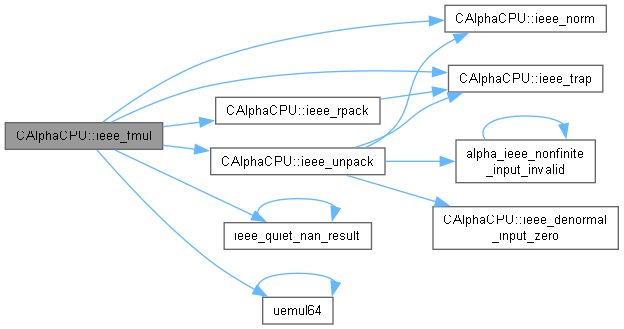 CAlphaCPU::ieee_norm
CAlphaCPU::ieee_trap
CAlphaCPU::ieee_rpack
CAlphaCPU::ieee_fmul
CAlphaCPU::ieee_unpack
alpha_ieee_nonfinite
_input_invalid
CAlphaCPU::ieee_denormal
_input_zero
ieee_quiet_nan_result
uemul64